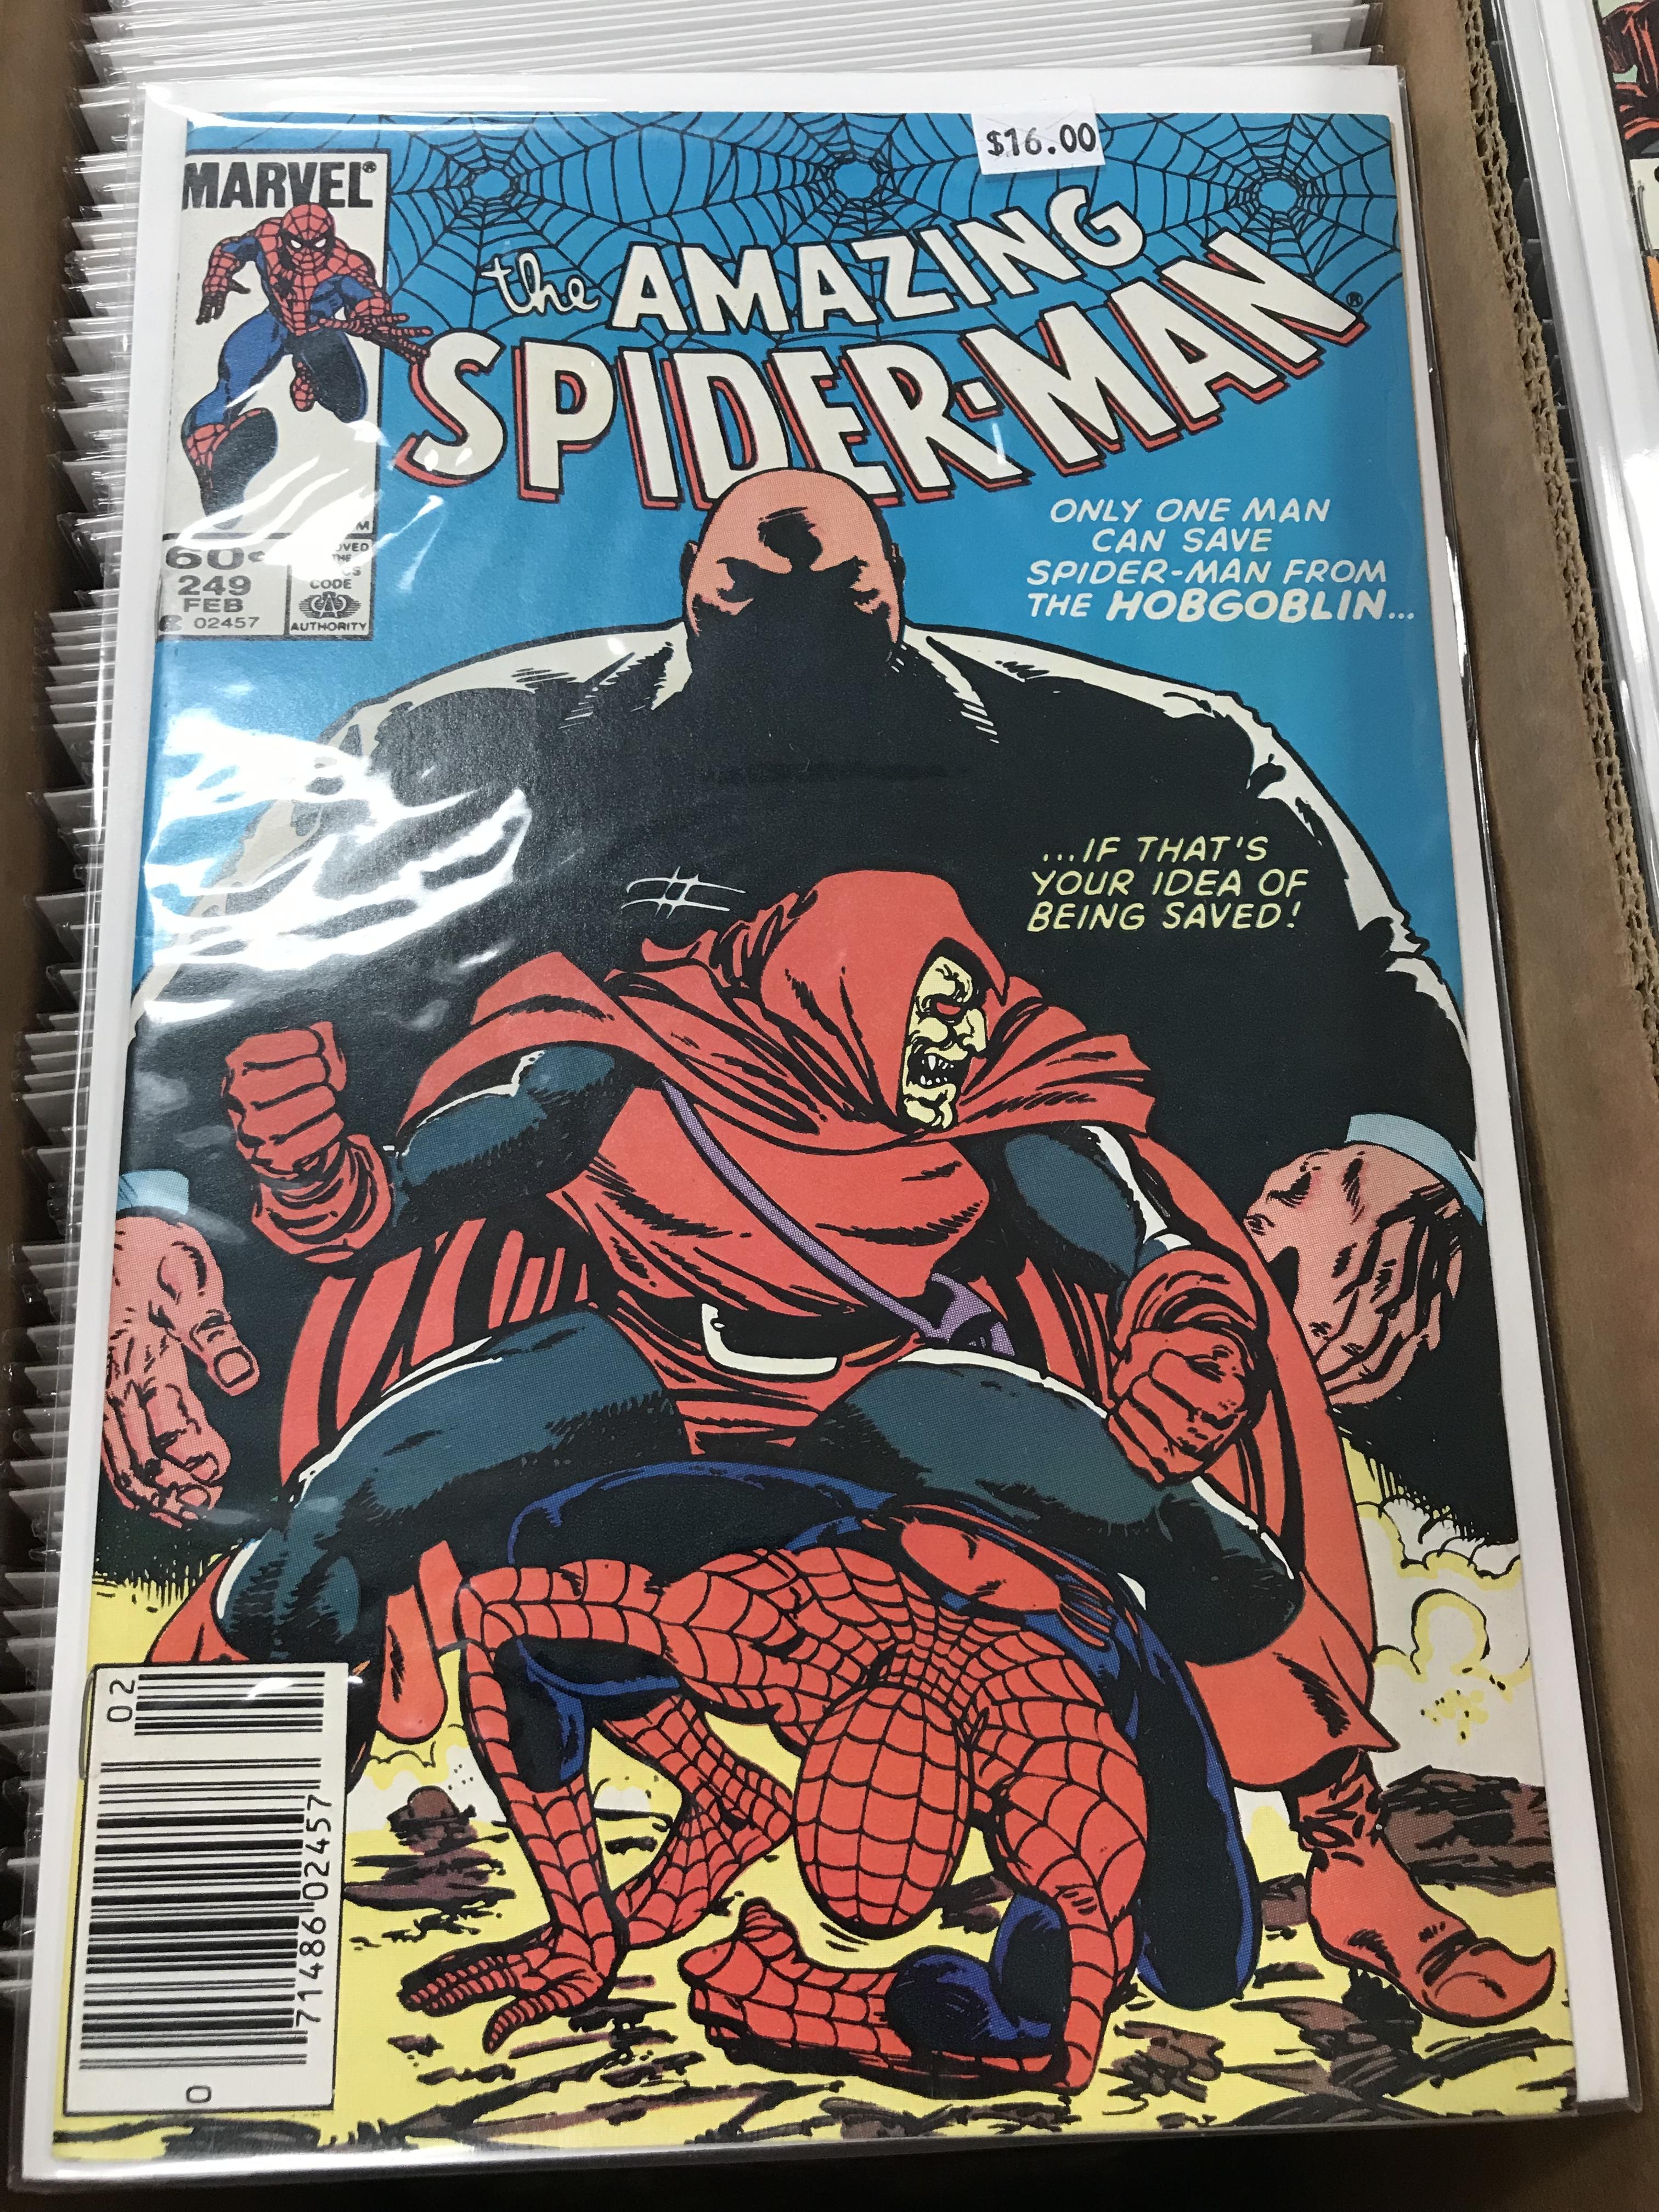 $16.00
MARVEL®
the AMAZING
SPIDER-MAN®
ONLY ONE MAN
CAN SAVE
SPIDER-MAN FROM
THE HOBGOBLIN...
60¢
249
FEB
02457
CODE
AUTHORITY
...IF THAT'S
YOUR IDEA OF
BEING SAVED!
02
71486 02457
0